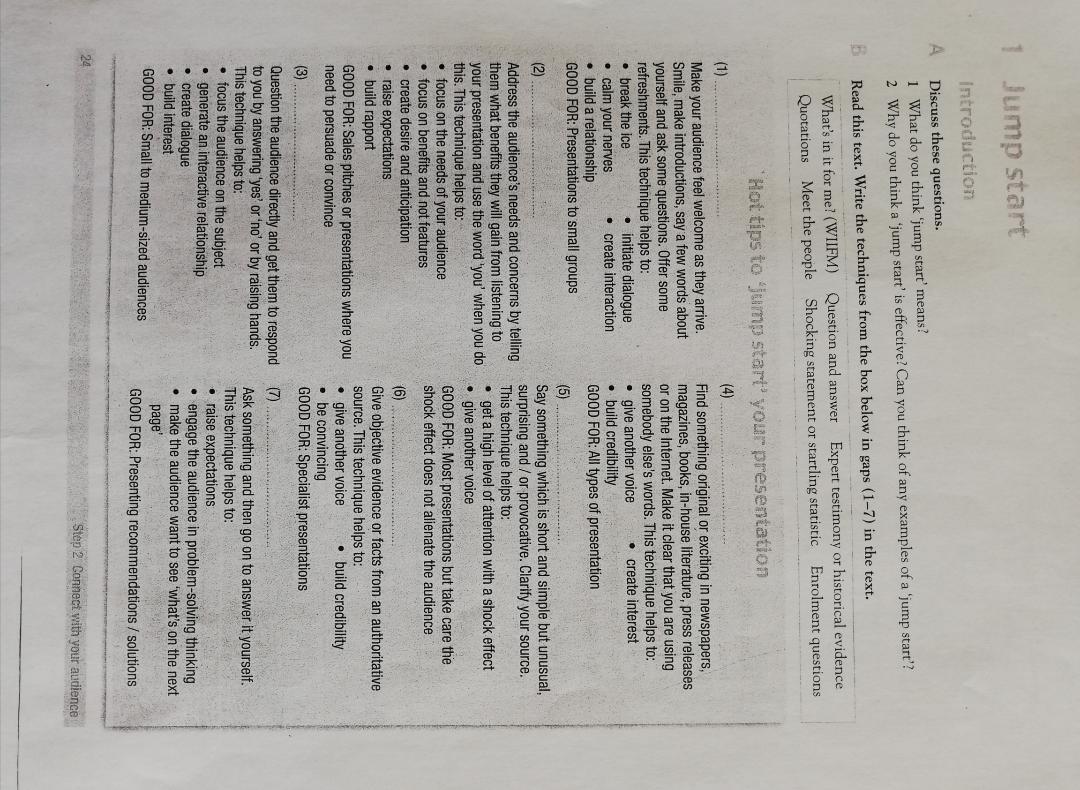 1 Jump start
Introduction
A Discuss these questions.
1 What do you think 'jump start' means?
2 Why do you think a 'jump start' is effective? Can you think of any examples of a 'jump start'?
B Read this text. Write the techniques from the box below in gaps (1–7) in the text.
What's in it for me? (WIIFM) Question and answer Expert testimony or historical evidence
Quotations Meet the people Shocking statement or startling statistic Enrolment questions
Hot tips to 'jump start' your presentation
(1) ....................................
Make your audience feel welcome as they arrive.
Smile, make introductions, say a few words about
yourself and ask some questions. Offer some
refreshments. This technique helps to:
• break the ice • initiate dialogue
• calm your nerves • create interaction
• build a relationship
GOOD FOR: Presentations to small groups
(2) ....................................
Address the audience's needs and concerns by telling
them what benefits they will gain from listening to
your presentation and use the word 'you' when you do
this. This technique helps to:
• focus on the needs of your audience
• focus on benefits and not features
• create desire and anticipation
• raise expectations
• build rapport
GOOD FOR: Sales pitches or presentations where you
need to persuade or convince
(3) ....................................
Question the audience directly and get them to respond
to you by answering 'yes' or 'no' or by raising hands.
This technique helps to:
• focus the audience on the subject
• generate an interactive relationship
• create dialogue
• build interest
GOOD FOR: Small to medium-sized audiences
(4) ....................................
Find something original or exciting in newspapers,
magazines, books, in-house literature, press releases
or on the Internet. Make it clear that you are using
somebody else's words. This technique helps to:
• give another voice • create interest
• build credibility
GOOD FOR: All types of presentation
(5) ....................................
Say something which is short and simple but unusual,
surprising and / or provocative. Clarify your source.
This technique helps to:
• get a high level of attention with a shock effect
• give another voice
GOOD FOR: Most presentations but take care the
shock effect does not alienate the audience
(6) ....................................
Give objective evidence or facts from an authoritative
source. This technique helps to:
• give another voice • build credibility
• be convincing
GOOD FOR: Specialist presentations
(7) ....................................
Ask something and then go on to answer it yourself.
This technique helps to:
• raise expectations
• engage the audience in problem-solving thinking
• make the audience want to see 'what's on the next
page'
GOOD FOR: Presenting recommendations / solutions
24 Step 2 Connect with your audience